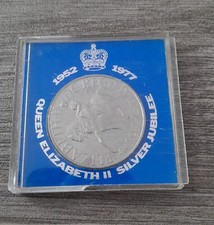 1952 1977
QUEEN ELIZABETH II SILVER JUBILEE